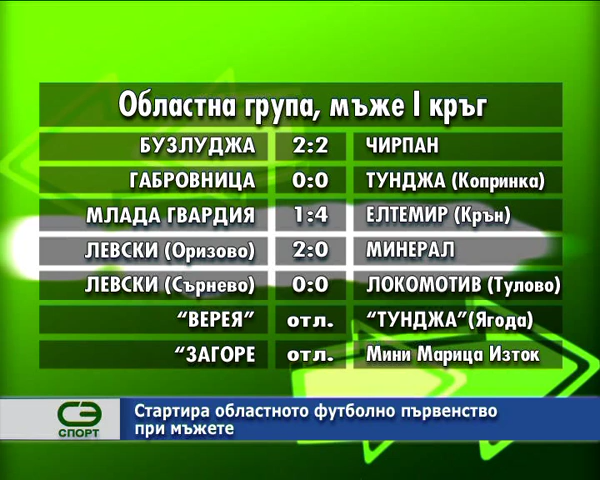 Областна група, мъже I кръг
БУЗЛУДЖА 2:2 ЧИРПАН
ГАБРОВНИЦА 0:0 ТУНДЖА (Копринка)
МЛАДА ГВАРДИЯ 1:4 ЕЛТЕМИР (Крън)
ЛЕВСКИ (Оризово) 2:0 МИНЕРАЛ
ЛЕВСКИ (Сърнево) 0:0 ЛОКОМОТИВ (Тулово)
“ВЕРЕЯ” отл. “ТУНДЖА”(Ягода)
“ЗАГОРЕ отл. Мини Марица Изток
СЭ СПОРТ
Стартира областното футболно първенство
при мъжете